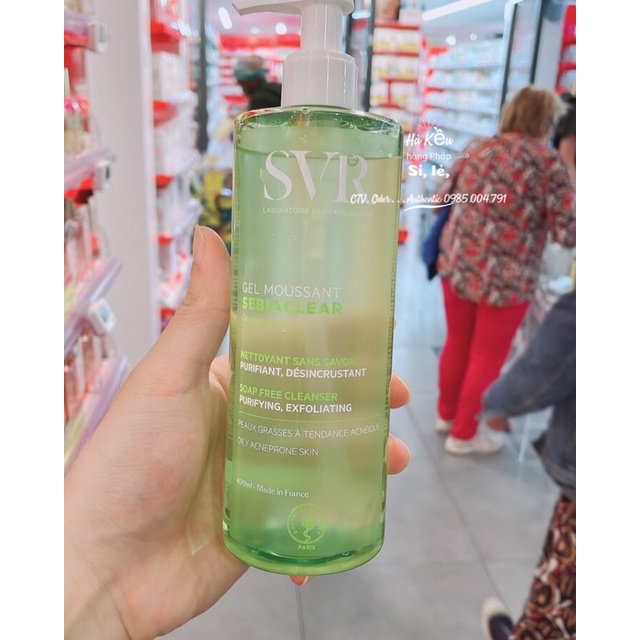 SVR
LABORATOIRE DERMATOLOGIQUE
GEL MOUSSANT
SEBIACLEAR
NETTOYANT SANS SAVON
PURIFIANT, DÉSINCRUSTANT
SOAP FREE CLEANSER
PURIFYING, EXFOLIATING
PEAUX GRASSES À TENDANCE ACNÉIQUE
OILY ACNEPRONE SKIN
400ml - Made in France
PARIS
Hà Kều
hàng Pháp
Sỉ, lẻ,
CTV. Oder... Authentic 0985.004.791